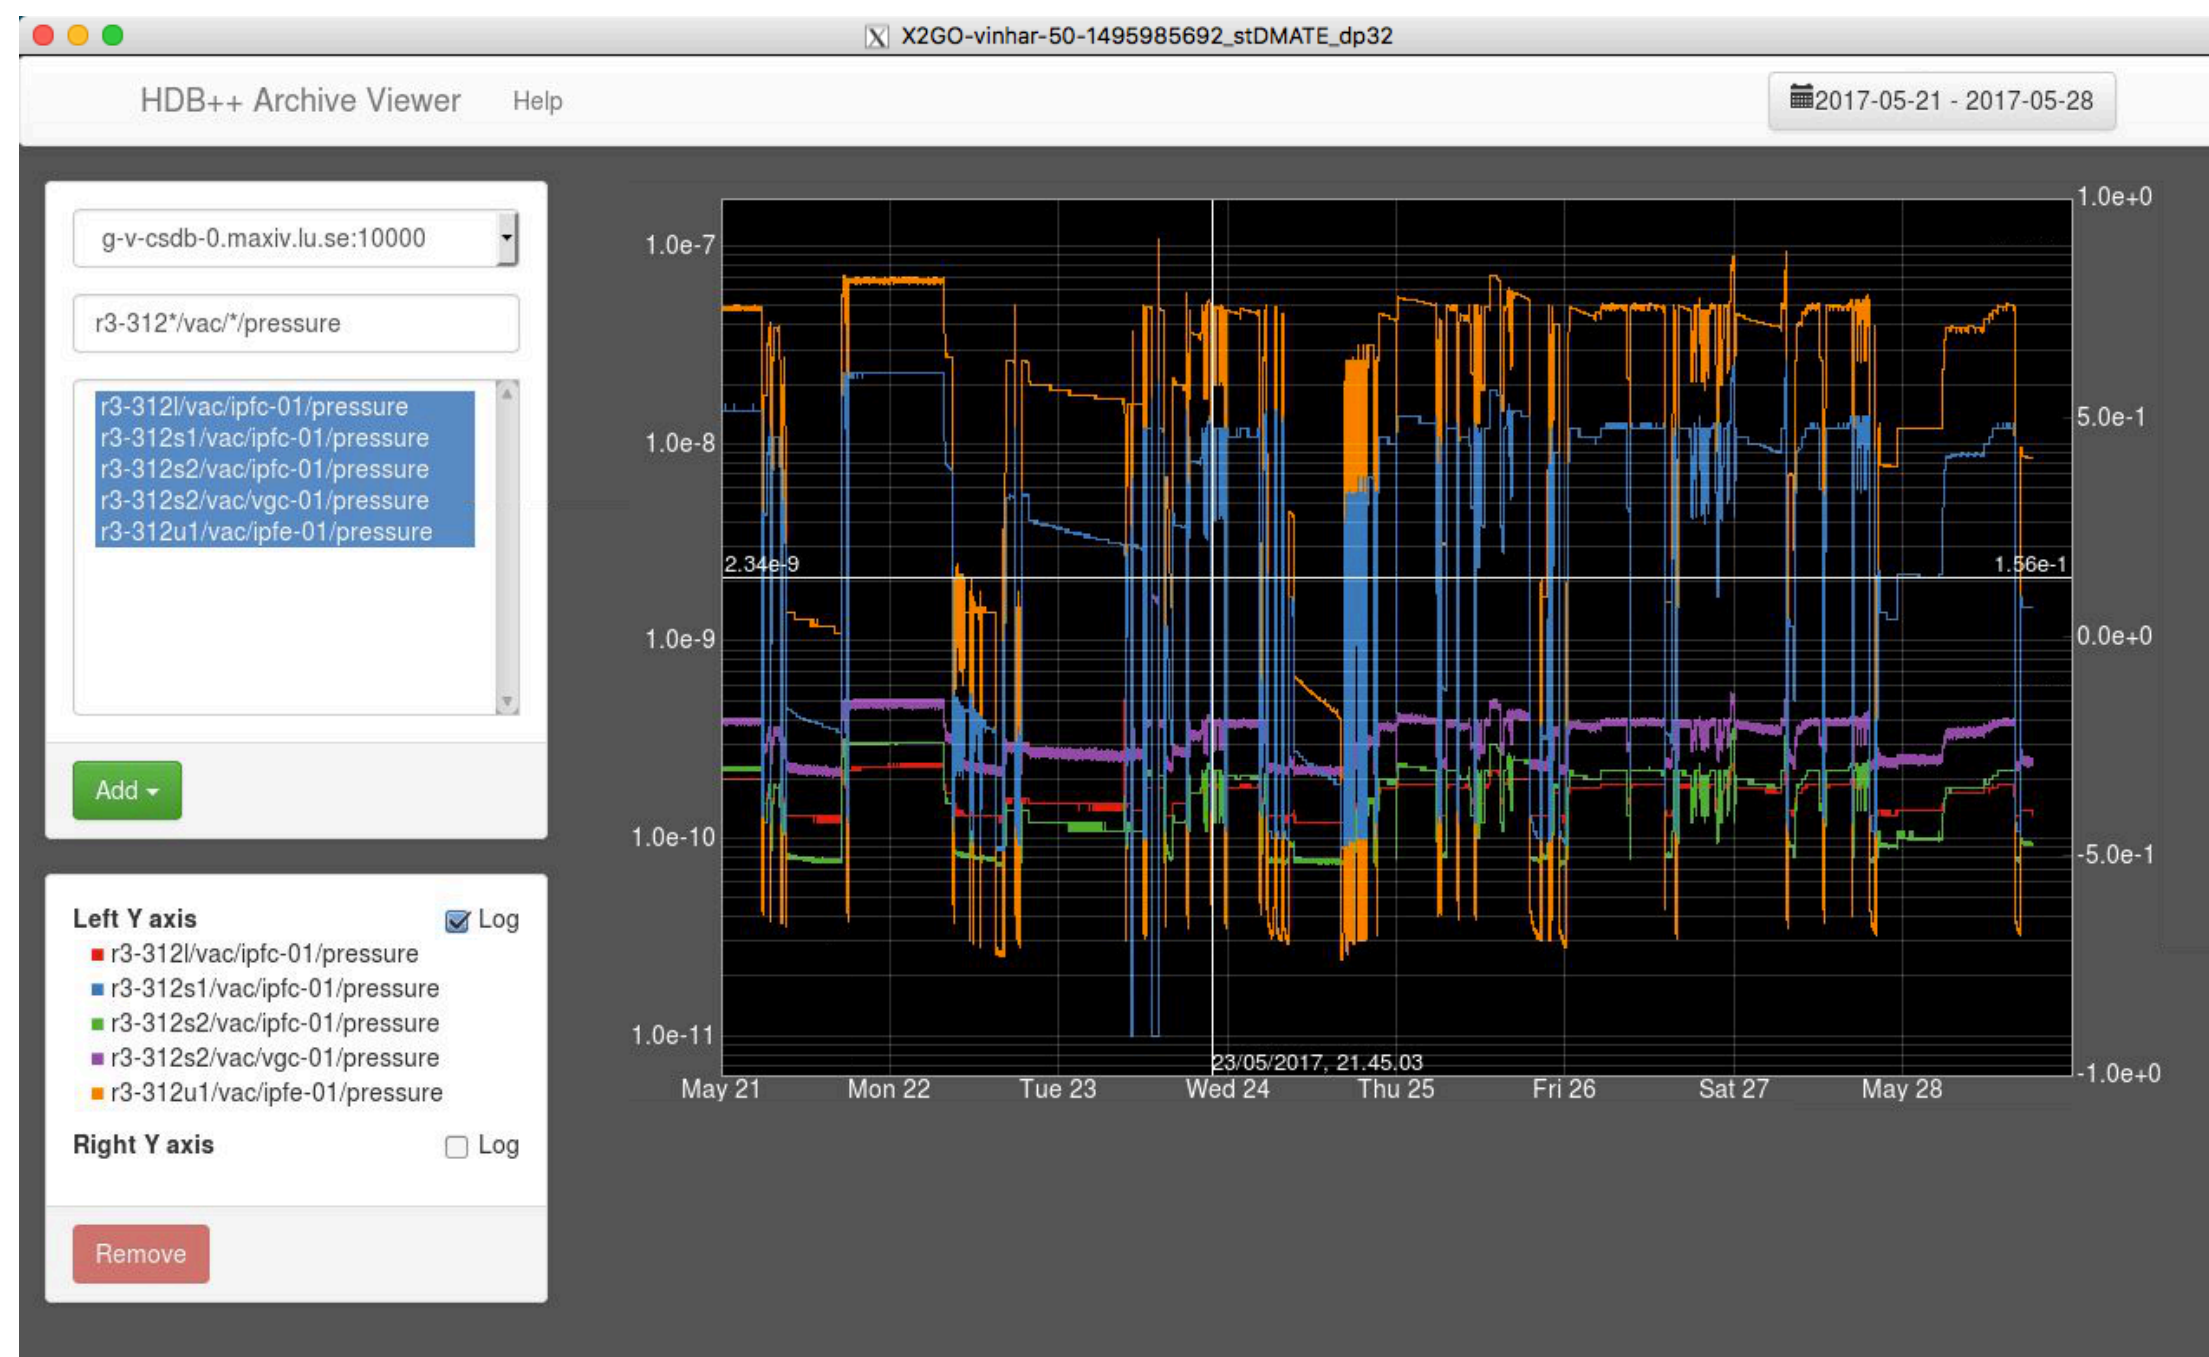 X2GO-vinhar-50-1495985692_stDMATE_dp32
HDB++ Archive Viewer Help
2017-05-21 - 2017-05-28
g-v-csdb-0.maxiv.lu.se:10000
r3-312*/vac/*/pressure
r3-312l/vac/ipfc-01/pressure
r3-312s1/vac/ipfc-01/pressure
r3-312s2/vac/ipfc-01/pressure
r3-312s2/vac/vgc-01/pressure
r3-312u1/vac/ipfe-01/pressure
Add
Left Y axis Log
r3-312l/vac/ipfc-01/pressure
r3-312s1/vac/ipfc-01/pressure
r3-312s2/vac/ipfc-01/pressure
r3-312s2/vac/vgc-01/pressure
r3-312u1/vac/ipfe-01/pressure
Right Y axis Log
Remove
1.0e-7
1.0e-8
2.34e-9
1.0e-9
1.0e-10
1.0e-11
1.0e+0
5.0e-1
1.56e-1
0.0e+0
-5.0e-1
-1.0e+0
23/05/2017, 21.45.03
May 21 Mon 22 Tue 23 Wed 24 Thu 25 Fri 26 Sat 27 May 28